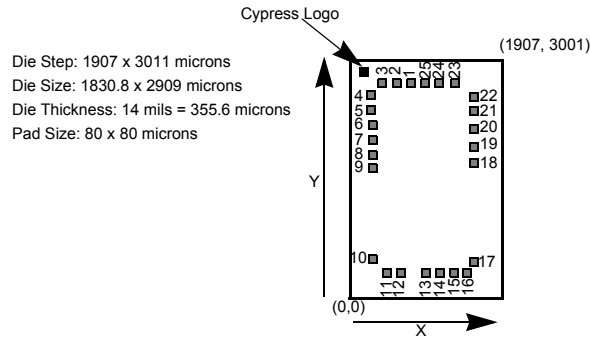 Cypress Logo
(1907, 3001)
Die Step: 1907 x 3011 microns
Die Size: 1830.8 x 2909 microns
Die Thickness: 14 mils = 355.6 microns
Pad Size: 80 x 80 microns
3 2 1 25 24 23
4 22
5 21
6 20
7 19
8 18
9
Y
10 17
11 12 13 14 15 16
(0,0)
X